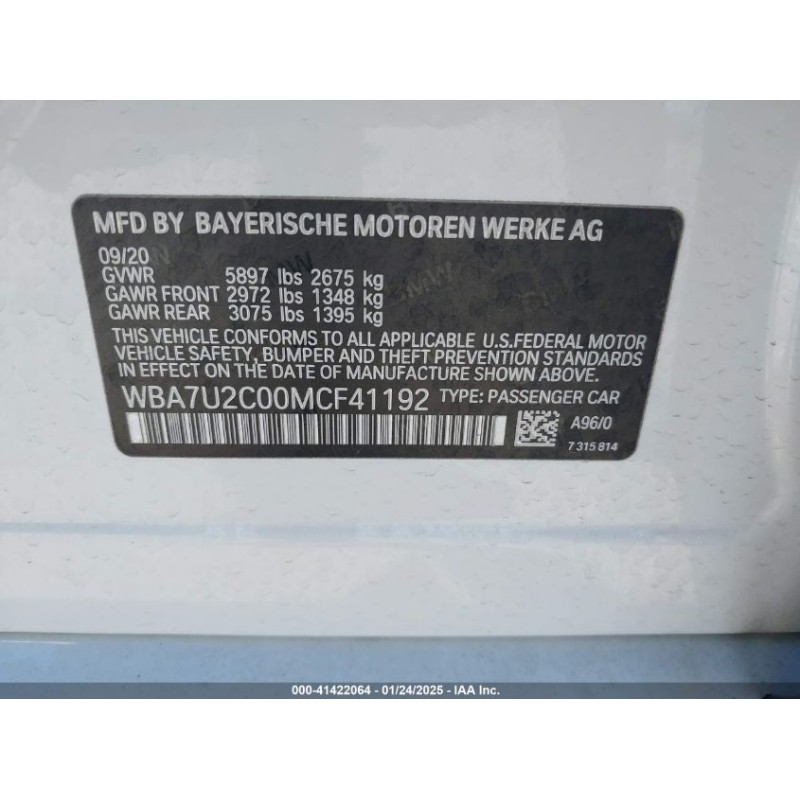 MFD BY BAYERISCHE MOTOREN WERKE AG
09/20
GVWR 5897 lbs 2675 kg
GAWR FRONT 2972 lbs 1348 kg
GAWR REAR 3075 lbs 1395 kg
THIS VEHICLE CONFORMS TO ALL APPLICABLE U.S.FEDERAL MOTOR
VEHICLE SAFETY, BUMPER AND THEFT PREVENTION STANDARDS
IN EFFECT ON THE DATE OF MANUFACTURE SHOWN ABOVE.
WBA7U2C00MCF41192 TYPE: PASSENGER CAR
A96/0
7 315 814
000-41422064 - 01/24/2025 - IAA Inc.